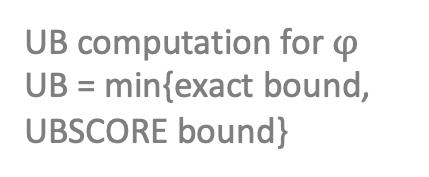 UB computation for φ
UB = min{exact bound,
UBSCORE bound}